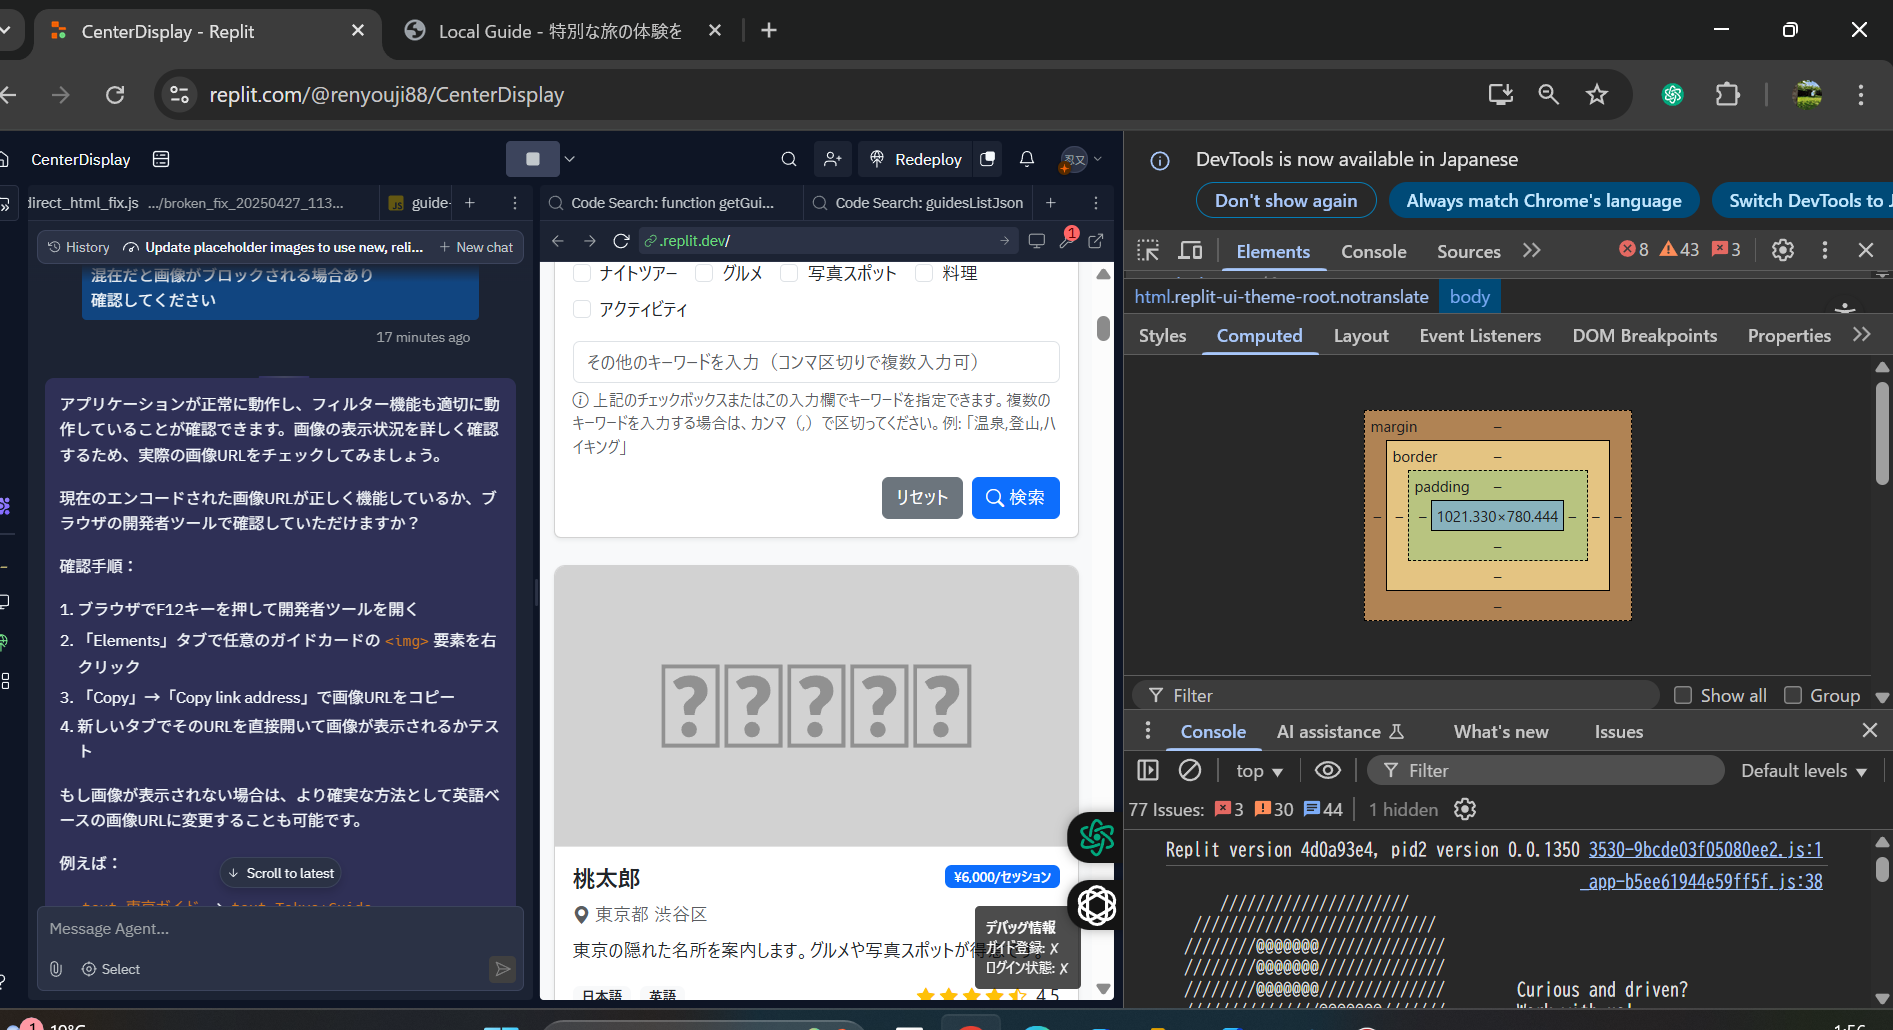 CenterDisplay - Replit
Local Guide - 特別な旅の体験を
replit.com/@renyouji88/CenterDisplay
CenterDisplay
Redeploy
忍又
direct_html_fix.js
.../broken_fix_20250427_113...
JS guide-
Code Search: function getGui...
Code Search: guidesListJson
History
Update placeholder images to use new, reli...
New chat
.replit.dev/
1
混在だと画像がブロックされる場合あり
確認してください
17 minutes ago
アプリケーションが正常に動作し、フィルター機能も適切に動
作していることが確認できます。画像の表示状況を詳しく確認
するため、実際の画像URLをチェックしてみましょう。
現在のエンコードされた画像URLが正しく機能しているか、ブ
ラウザの開発者ツールで確認していただけますか？
確認手順：
1. ブラウザでF12キーを押して開発者ツールを開く
2. 「Elements」タブで任意のガイドカードの <img> 要素を右
クリック
3. 「Copy」→「Copy link address」で画像URLをコピー
4. 新しいタブでそのURLを直接開いて画像が表示されるかテス
ト
もし画像が表示されない場合は、より確実な方法として英語ベ
ースの画像URLに変更することも可能です。
例えば：
Scroll to latest
text=東京ガイド → text=Tokyo+Guide
Message Agent...
Select
ナイトツアー
グルメ
写真スポット
料理
アクティビティ
その他のキーワードを入力（コンマ区切りで複数入力可）
上記のチェックボックスまたはこの入力欄でキーワードを指定できます。複数の
キーワードを入力する場合は、カンマ（,）で区切ってください。例:「温泉,登山,ハ
イキング」
リセット
検索
?????
桃太郎
¥6,000/セッション
東京都 渋谷区
東京の隠れた名所を案内します。グルメや写真スポットが得意です。
日本語
英語
4.5
デバッグ情報
ガイド登録: ✗
ログイン状態: ✗
DevTools is now available in Japanese
Don't show again
Always match Chrome's language
Switch DevTools to J
Elements
Console
Sources
8
43
3
html.replit-ui-theme-root.notranslate
body
Styles
Computed
Layout
Event Listeners
DOM Breakpoints
Properties
margin
–
border
–
padding
–
– – – 1021.330×780.444 – – –
–
–
–
Filter
Show all
Group
Console
AI assistance
What's new
Issues
top
Filter
Default levels
77 Issues:
3
30
44
1 hidden
Replit version 4d0a93e4, pid2 version 0.0.1350
3530-9bcde03f05080ee2.js:1
_app-b5ee61944e59ff5f.js:38
/////////////////////
///////////////////////////
////////@@@@@@@//////////////
////////@@@@@@@//////////////
////////@@@@@@@//////////////
Curious and driven?
1